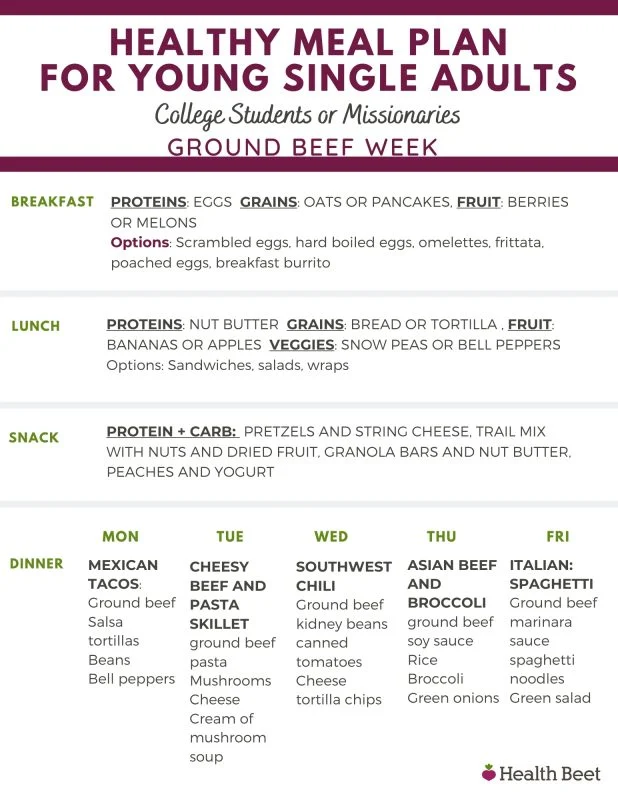 HEALTHY MEAL PLAN
FOR YOUNG SINGLE ADULTS
College Students or Missionaries
GROUND BEEF WEEK
BREAKFAST
PROTEINS: EGGS GRAINS: OATS OR PANCAKES, FRUIT: BERRIES
OR MELONS
Options: Scrambled eggs, hard boiled eggs, omelettes, frittata,
poached eggs, breakfast burrito
LUNCH
PROTEINS: NUT BUTTER GRAINS: BREAD OR TORTILLA , FRUIT:
BANANAS OR APPLES VEGGIES: SNOW PEAS OR BELL PEPPERS
Options: Sandwiches, salads, wraps
SNACK
PROTEIN + CARB: PRETZELS AND STRING CHEESE, TRAIL MIX
WITH NUTS AND DRIED FRUIT, GRANOLA BARS AND NUT BUTTER,
PEACHES AND YOGURT
DINNER
MON
MEXICAN
TACOS:
Ground beef
Salsa
tortillas
Beans
Bell peppers
TUE
CHEESY
BEEF AND
PASTA
SKILLET
ground beef
pasta
Mushrooms
Cheese
Cream of
mushroom
soup
WED
SOUTHWEST
CHILI
Ground beef
kidney beans
canned
tomatoes
Cheese
tortilla chips
THU
ASIAN BEEF
AND
BROCCOLI
ground beef
soy sauce
Rice
Broccoli
Green onions
FRI
ITALIAN:
SPAGHETTI
Ground beef
marinara
sauce
spaghetti
noodles
Green salad
Health Beet